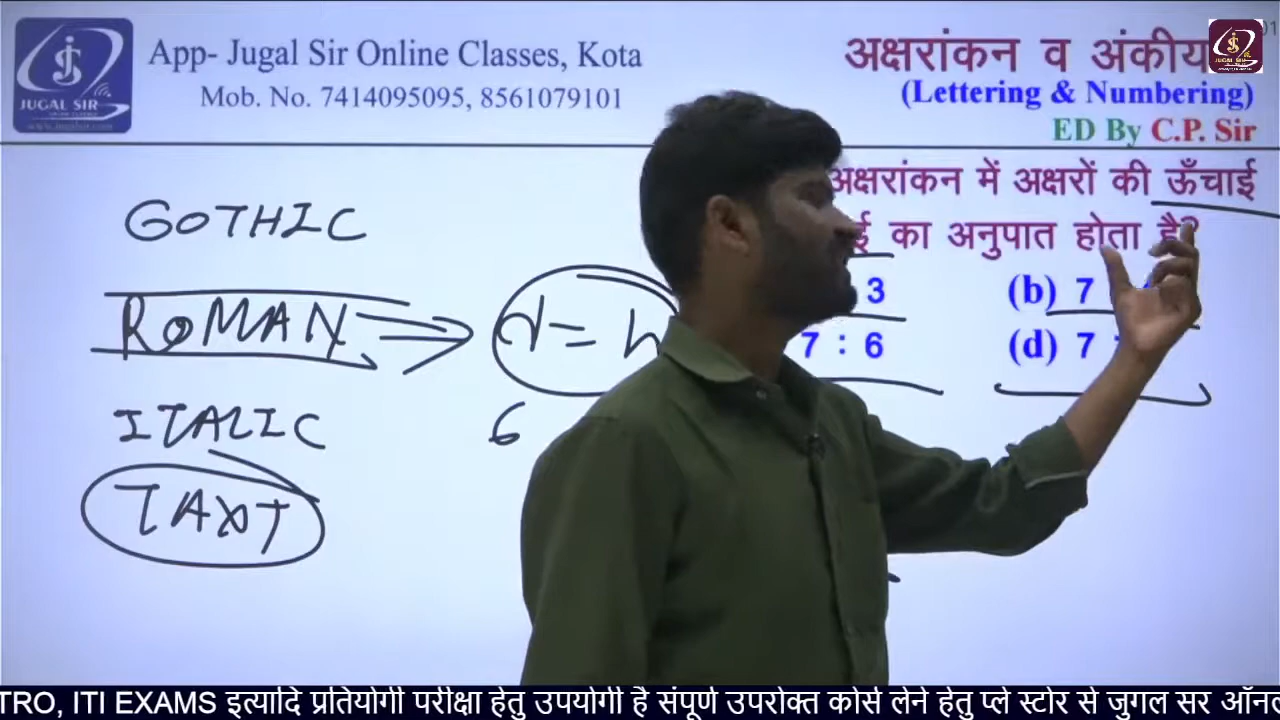 JUGAL SIR
App- Jugal Sir Online Classes, Kota
Mob. No. 7414095095, 8561079101
अक्षरांकन व अंकीय
(Lettering & Numbering)
ED By C.P. Sir
अक्षरांकन में अक्षरों की ऊँचाई
का अनुपात होता है?
3
(b) 7
7 : 6
(d) 7
GOTHIC
ROMAN
d = h
6
ITALIC
TAXT
TRO, ITI EXAMS इत्यादि प्रतियोगी परीक्षा हेतु उपयोगी है संपूर्ण उपरोक्त कोर्स लेने हेतु प्ले स्टोर से जुगल सर